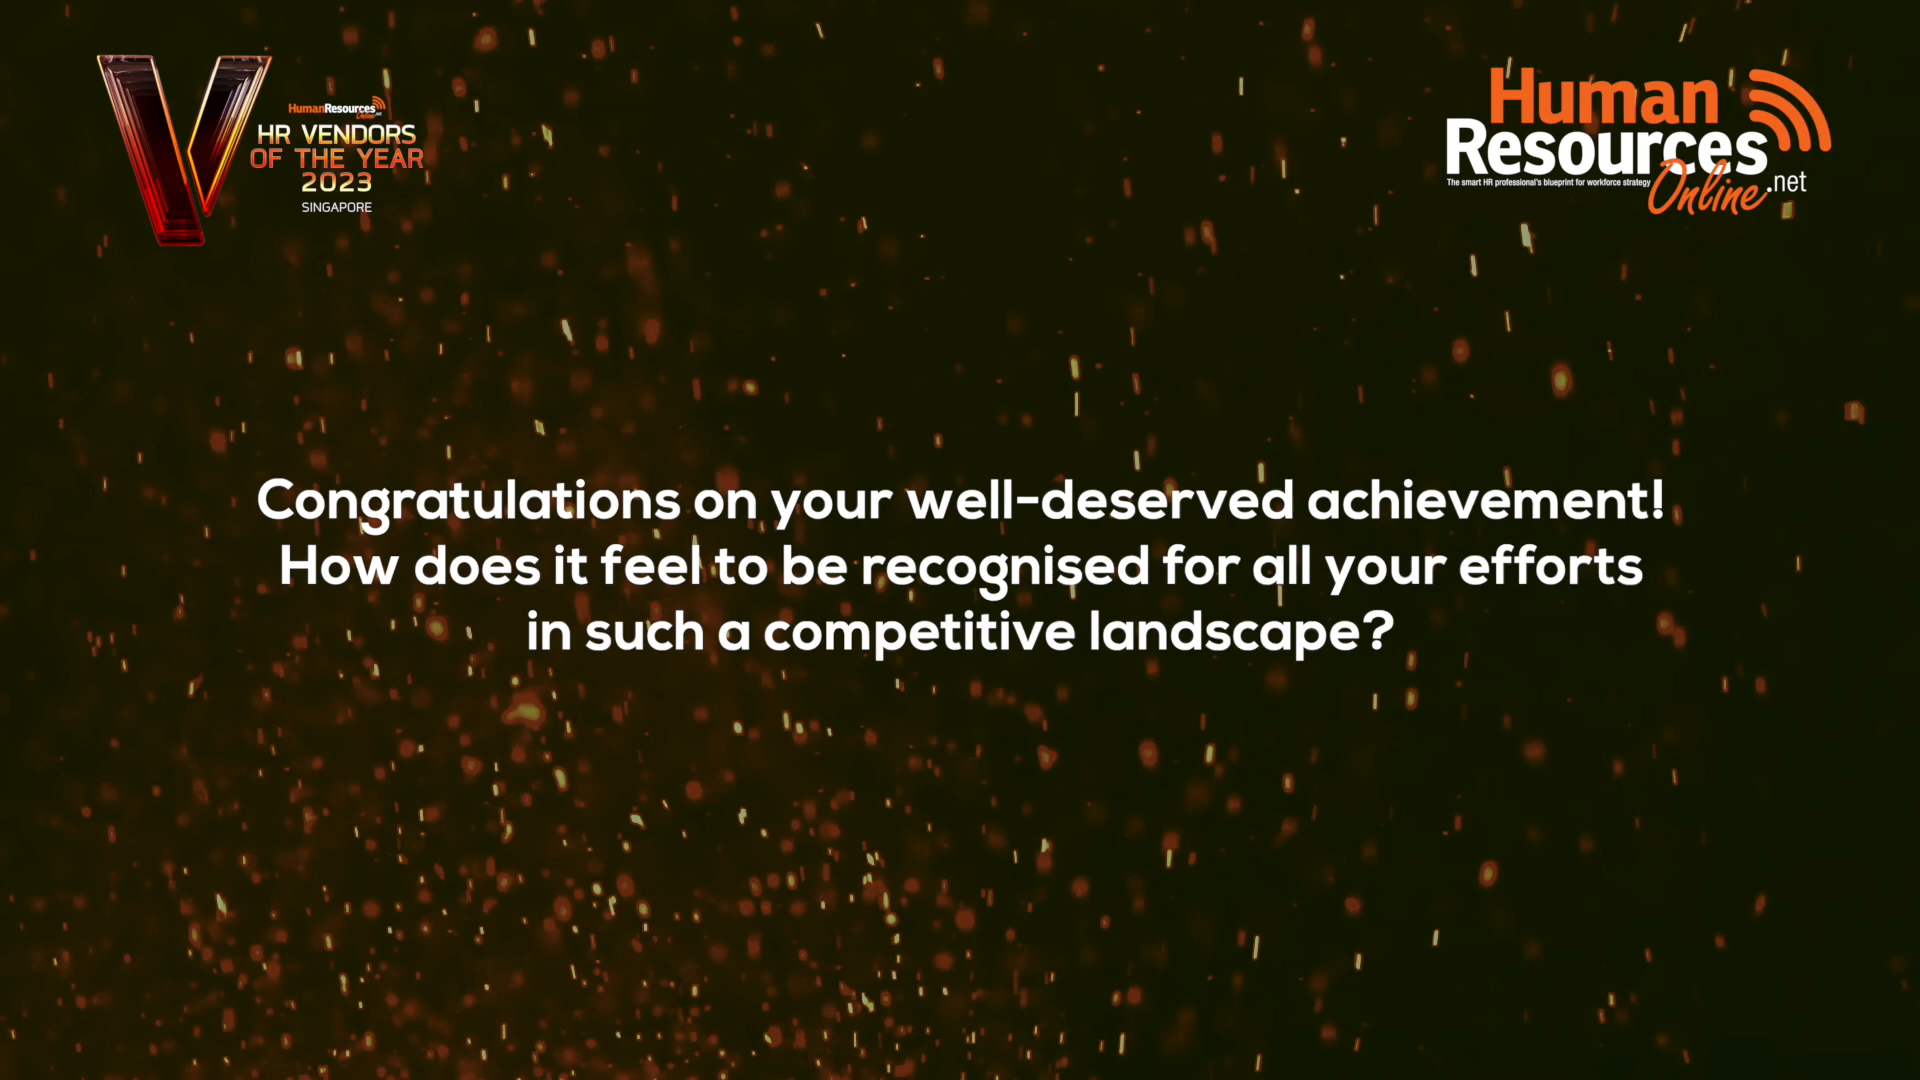 HumanResources
Online.net
HR VENDORS
OF THE YEAR
2023
SINGAPORE
Human
Resources
The smart HR professional's blueprint for workforce strategy
Online.net
Congratulations on your well-deserved achievement!
How does it feel to be recognised for all your efforts
in such a competitive landscape?